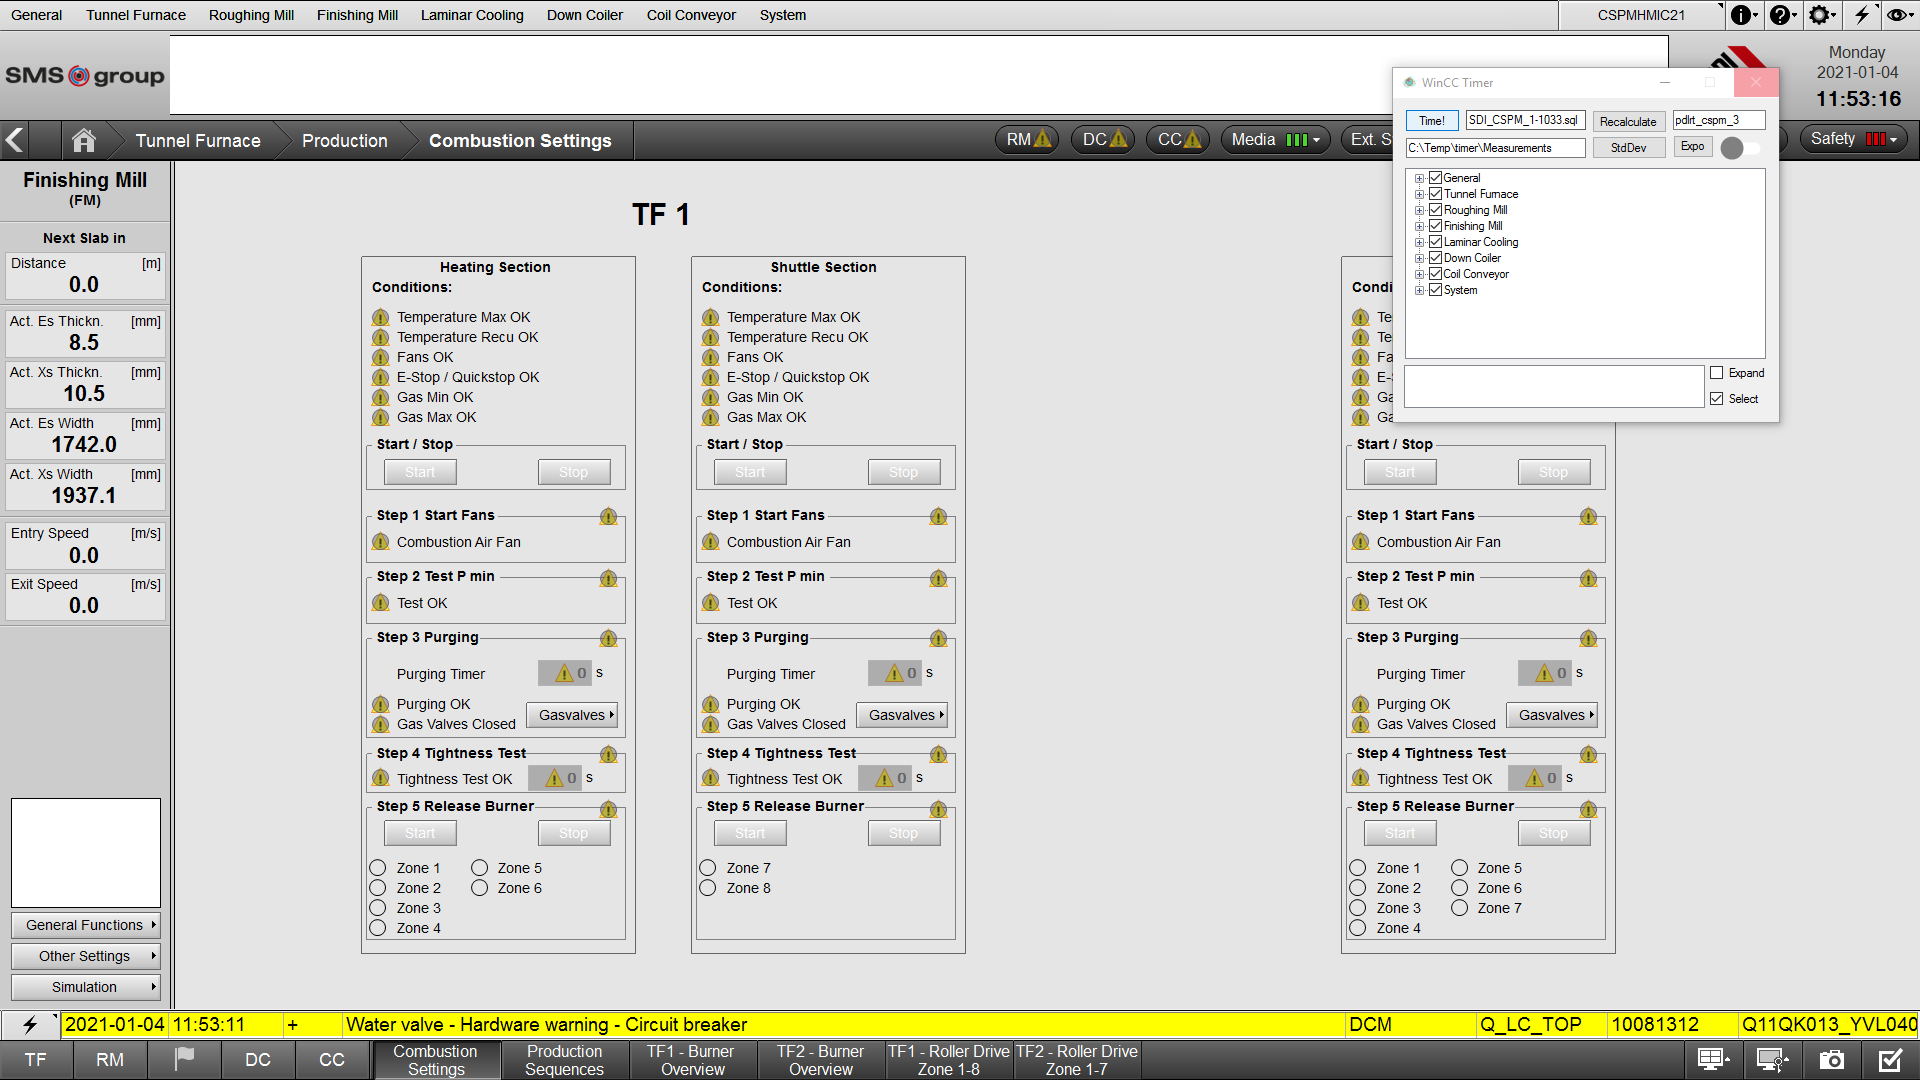 General Tunnel Furnace Roughing Mill Finishing Mill Laminar Cooling Down Coiler Coil Conveyor System CSPMHMIC21
SMS group
Monday
2021-01-04
11:53:16
WinCC Timer
Time! SDI_CSPM_1-1033.sql Recalculate pdlrt_cspm_3
C:\Temp\timer\Measurements StdDev Expo
General
Tunnel Furnace
Roughing Mill
Finishing Mill
Laminar Cooling
Down Coiler
Coil Conveyor
System
Expand
Select
Tunnel Furnace Production Combustion Settings RM DC CC Media Ext. S Safety
Finishing Mill
(FM)
Next Slab in
Distance [m]
0.0
Act. Es Thickn. [mm]
8.5
Act. Xs Thickn. [mm]
10.5
Act. Es Width [mm]
1742.0
Act. Xs Width [mm]
1937.1
Entry Speed [m/s]
0.0
Exit Speed [m/s]
0.0
General Functions
Other Settings
Simulation
TF 1
Heating Section
Conditions:
Temperature Max OK
Temperature Recu OK
Fans OK
E-Stop / Quickstop OK
Gas Min OK
Gas Max OK
Start / Stop
Start Stop
Step 1 Start Fans
Combustion Air Fan
Step 2 Test P min
Test OK
Step 3 Purging
Purging Timer 0 s
Purging OK
Gas Valves Closed Gasvalves
Step 4 Tightness Test
Tightness Test OK 0 s
Step 5 Release Burner
Start Stop
Zone 1 Zone 5
Zone 2 Zone 6
Zone 3
Zone 4
Shuttle Section
Conditions:
Temperature Max OK
Temperature Recu OK
Fans OK
E-Stop / Quickstop OK
Gas Min OK
Gas Max OK
Start / Stop
Start Stop
Step 1 Start Fans
Combustion Air Fan
Step 2 Test P min
Test OK
Step 3 Purging
Purging Timer 0 s
Purging OK
Gas Valves Closed Gasvalves
Step 4 Tightness Test
Tightness Test OK 0 s
Step 5 Release Burner
Start Stop
Zone 7
Zone 8
Condi
Te
Te
Fa
E-
Ga
Ga
Start / Stop
Start Stop
Step 1 Start Fans
Combustion Air Fan
Step 2 Test P min
Test OK
Step 3 Purging
Purging Timer 0 s
Purging OK
Gas Valves Closed Gasvalves
Step 4 Tightness Test
Tightness Test OK 0 s
Step 5 Release Burner
Start Stop
Zone 1 Zone 5
Zone 2 Zone 6
Zone 3 Zone 7
Zone 4
2021-01-04 11:53:11 + Water valve - Hardware warning - Circuit breaker DCM Q_LC_TOP 10081312 Q11QK013_YVL040
TF RM DC CC
Combustion Settings
Production Sequences
TF1 - Burner Overview
TF2 - Burner Overview
TF1 - Roller Drive Zone 1-8
TF2 - Roller Drive Zone 1-7